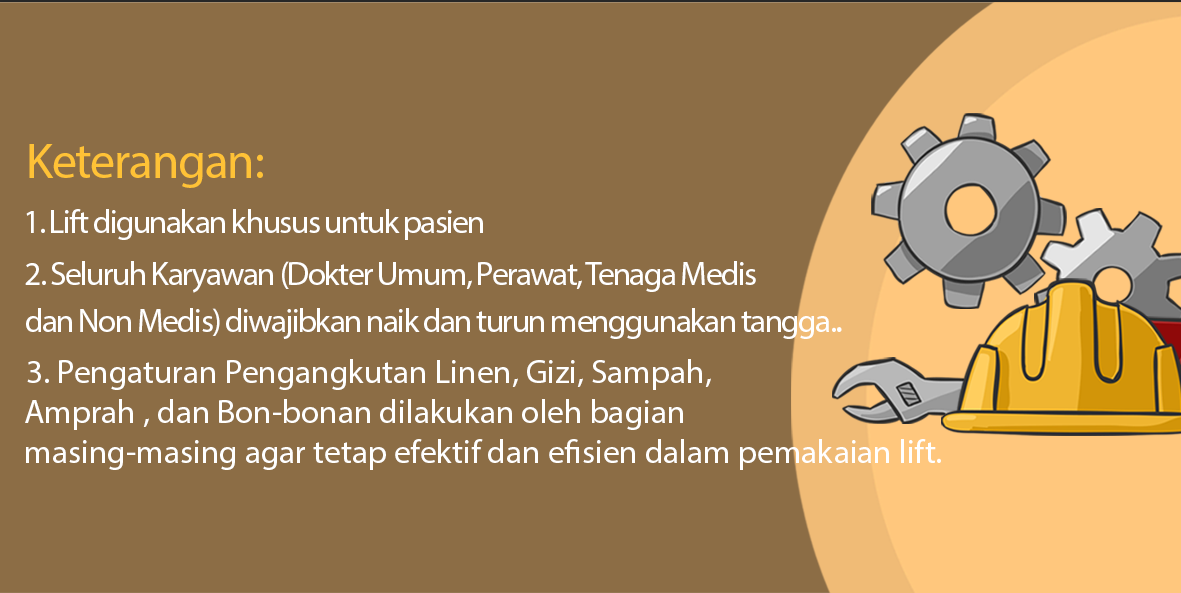 Keterangan:
1. Lift digunakan khusus untuk pasien
2. Seluruh Karyawan (Dokter Umum, Perawat, Tenaga Medis
dan Non Medis) diwajibkan naik dan turun menggunakan tangga..
3. Pengaturan Pengangkutan Linen, Gizi, Sampah,
Amprah , dan Bon-bonan dilakukan oleh bagian
masing-masing agar tetap efektif dan efisien dalam pemakaian lift.